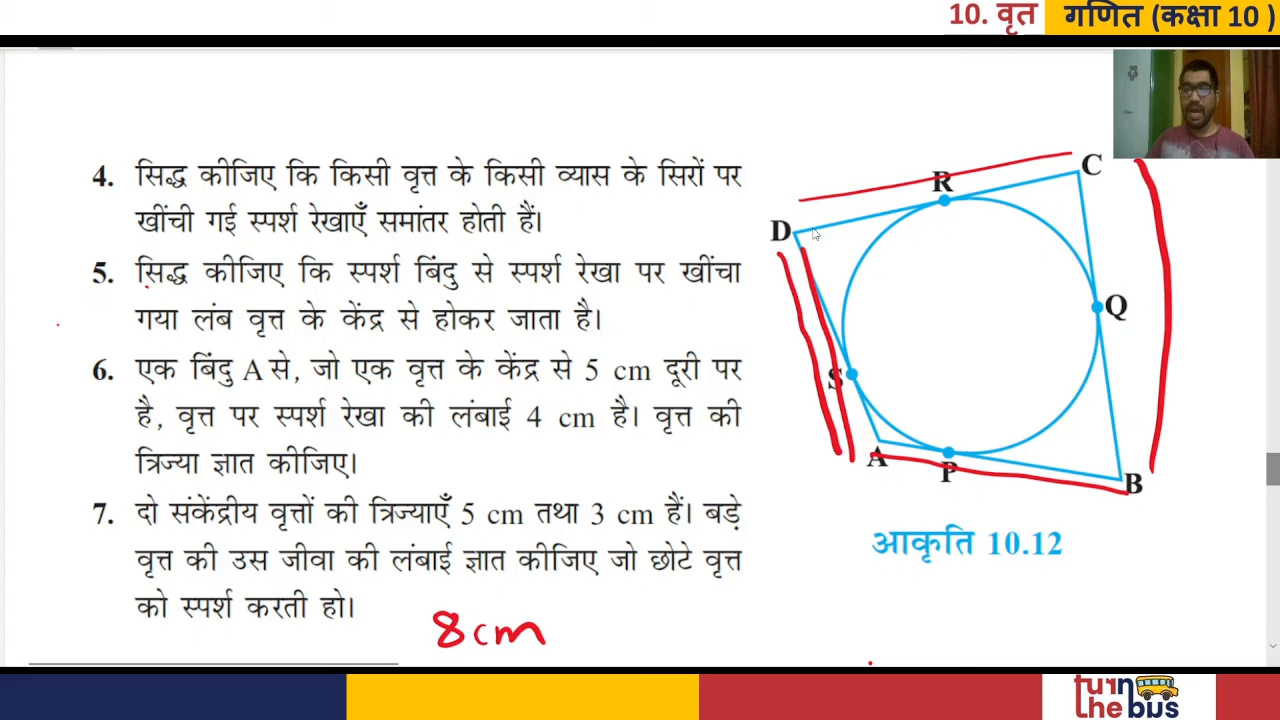 10. वृत
गणित (कक्षा 10 )
4. सिद्ध कीजिए कि किसी वृत्त के किसी व्यास के सिरों पर
खींची गई स्पर्श रेखाएँ समांतर होती हैं।
5. सिद्ध कीजिए कि स्पर्श बिंदु से स्पर्श रेखा पर खींचा
गया लंब वृत्त के केंद्र से होकर जाता है।
6. एक बिंदु A से, जो एक वृत्त के केंद्र से 5 cm दूरी पर
है, वृत्त पर स्पर्श रेखा की लंबाई 4 cm है। वृत्त की
त्रिज्या ज्ञात कीजिए।
7. दो संकेंद्रीय वृत्तों की त्रिज्याएँ 5 cm तथा 3 cm हैं। बड़े
वृत्त की उस जीवा की लंबाई ज्ञात कीजिए जो छोटे वृत्त
को स्पर्श करती हो।
8cm
C
R
D
Q
S
A
P
B
आकृति 10.12
turn
the bus